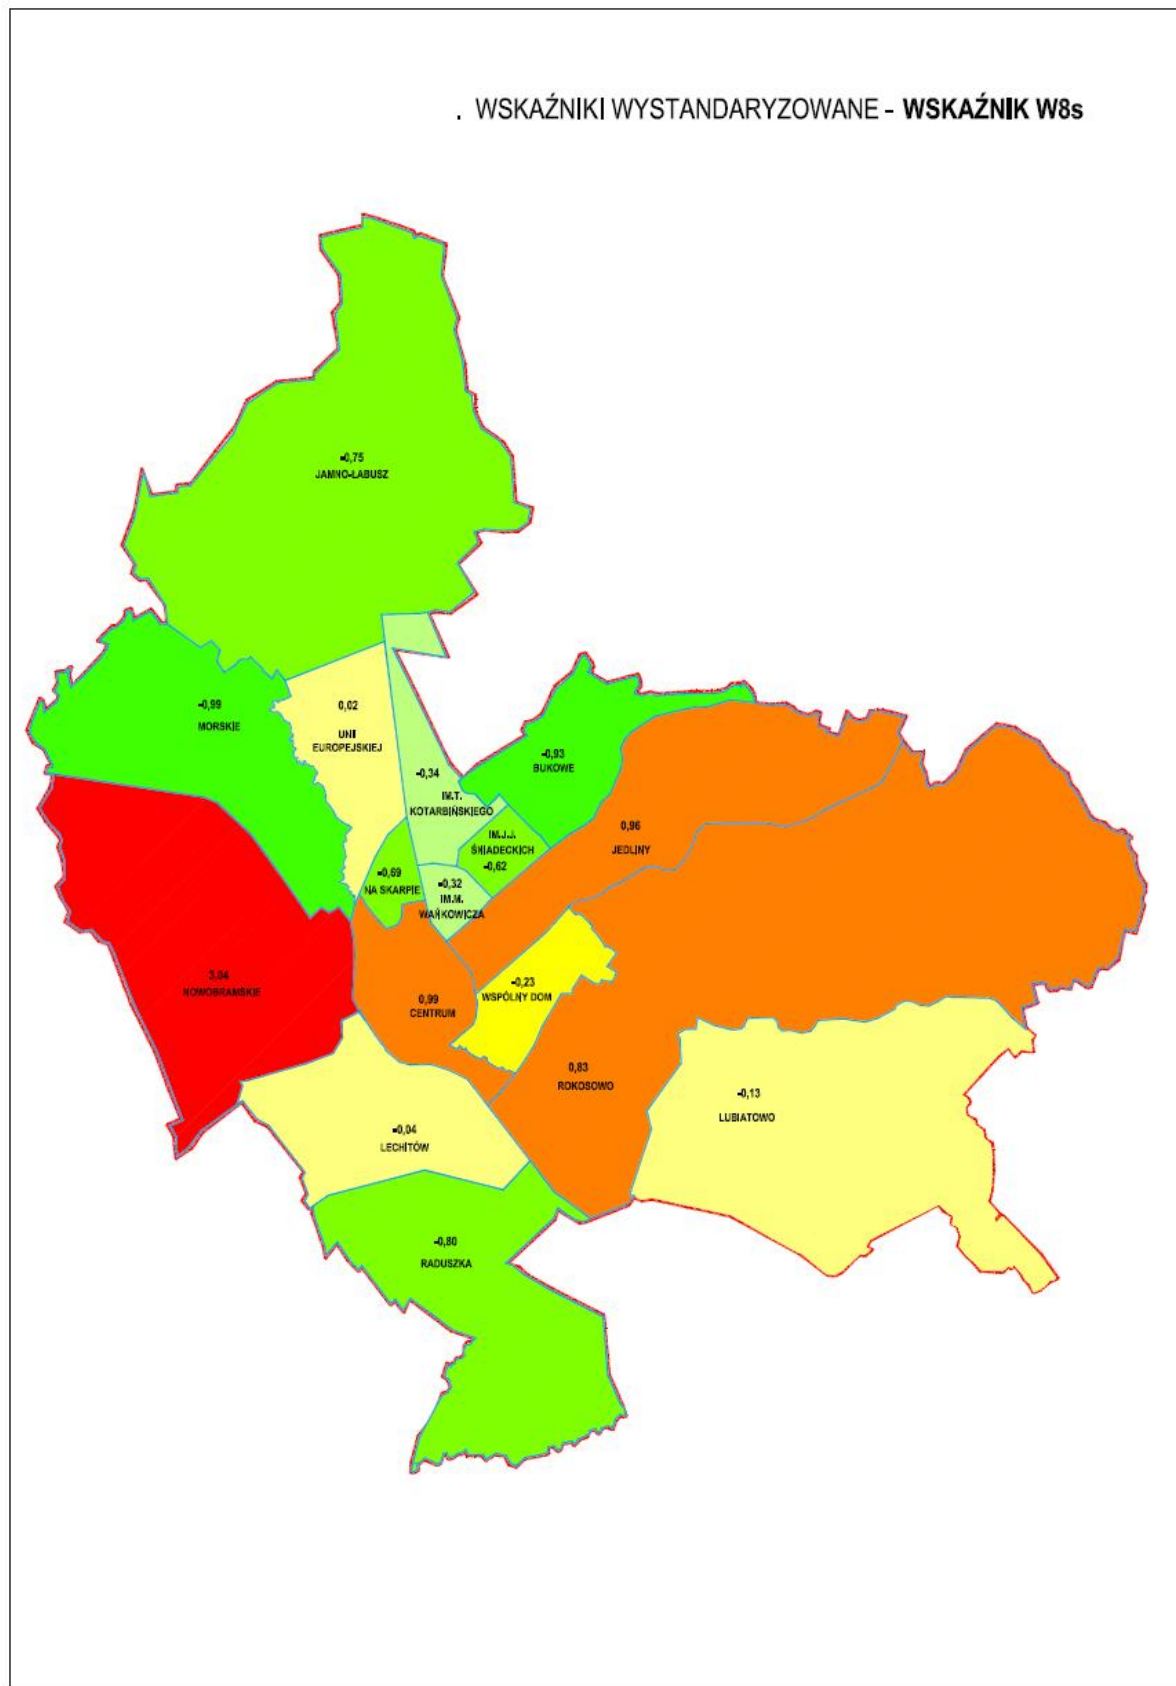 . WSKAŹNIKI WYSTANDARYZOWANE - WSKAŹNIK W8s
-0,75
JAMNO-ŁABUSZ
-0,99
MORSKIE
0,02
UNII
EUROPEJSKIEJ
-0,34
IM.T.
KOTARBIŃSKIEGO
-0,93
BUKOWE
0,96
JEDLINY
IM.J.J.
ŚNIADECKICH
-0,62
-0,69
NA SKARPIE
-0,32
IM.M.
WAŃKOWICZA
3,04
NOWOBRAMSKIE
0,99
CENTRUM
-0,23
WSPÓLNY DOM
0,83
ROKOSOWO
-0,13
LUBIATOWO
-0,04
LECHITÓW
-0,80
RADUSZKA